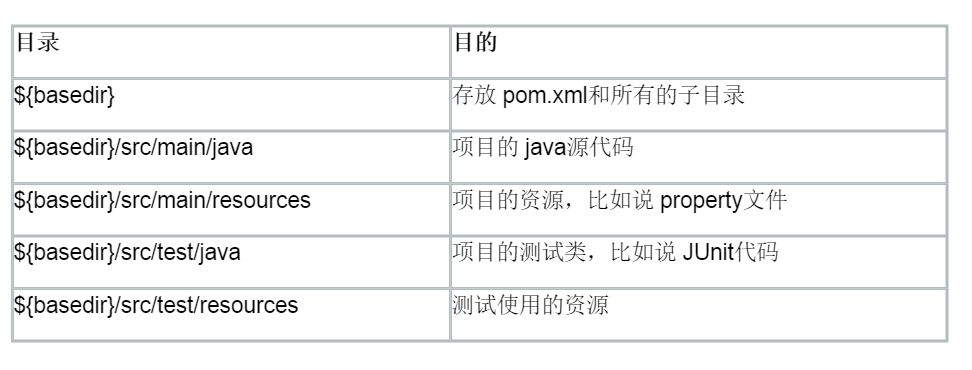 目录 目的
${basedir} 存放 pom.xml和所有的子目录
${basedir}/src/main/java 项目的 java源代码
${basedir}/src/main/resources 项目的资源，比如说 property文件
${basedir}/src/test/java 项目的测试类，比如说 JUnit代码
${basedir}/src/test/resources 测试使用的资源